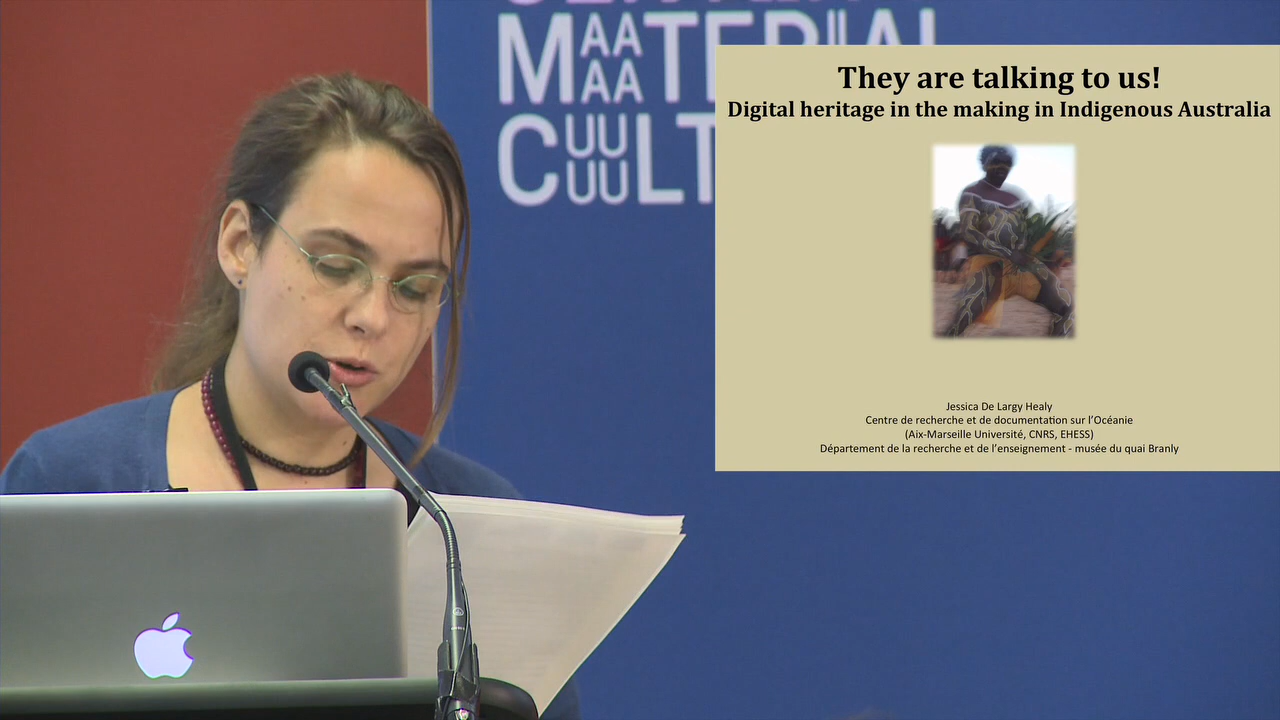 MAAAATERIIAL
CUUUULT
They are talking to us!
Digital heritage in the making in Indigenous Australia
Jessica De Largy Healy
Centre de recherche et de documentation sur l'Océanie
(Aix-Marseille Université, CNRS, EHESS)
Département de la recherche et de l'enseignement - musée du quai Branly